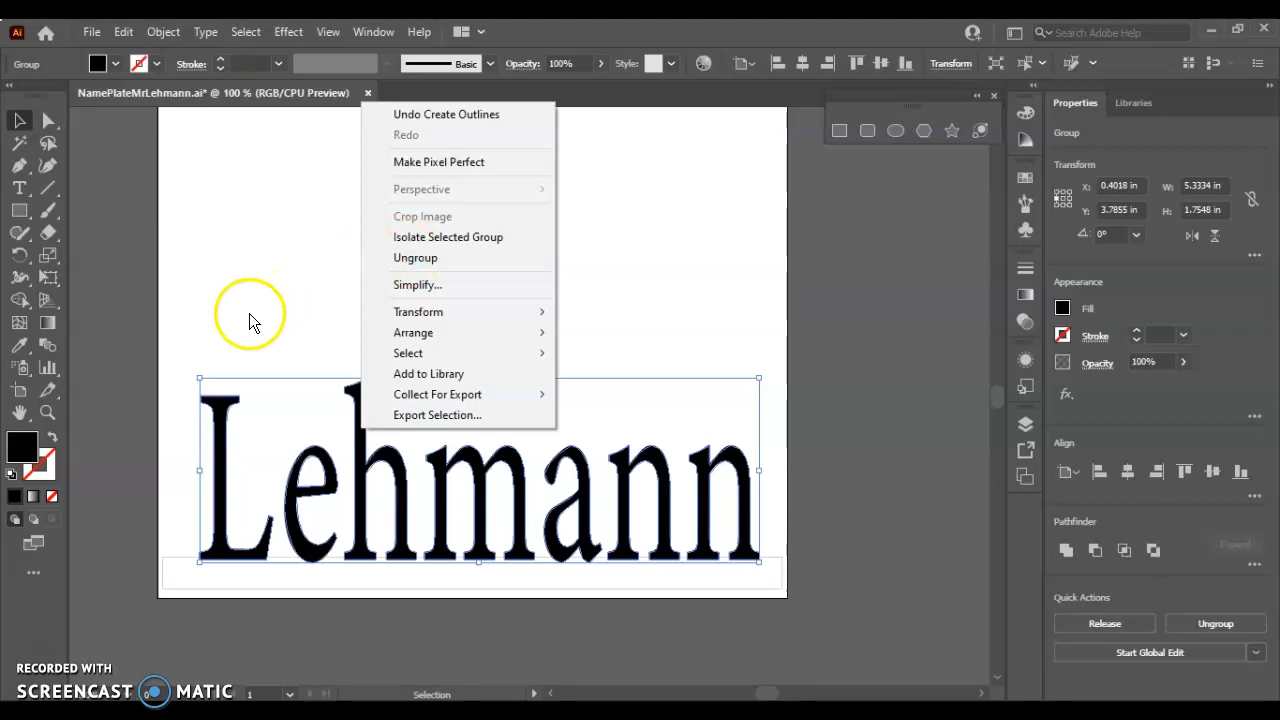 Ai File Edit Object Type Select Effect View Window Help Search Adobe Help
Group Stroke: Basic Opacity: 100% Style: Transform
NamePlateMrLehmann.ai* @ 100 % (RGB/CPU Preview) ×
Undo Create Outlines
Redo
Make Pixel Perfect
Perspective
Crop Image
Isolate Selected Group
Ungroup
Simplify...
Transform
Arrange
Select
Add to Library
Collect For Export
Export Selection...
Lehmann
Properties Libraries
Group
Transform
X: 0.4018 in W: 5.3334 in
Y: 3.7855 in H: 1.7548 in
0°
Appearance
Fill
Stroke
Opacity 100%
fx.
Align
Pathfinder
Expand
Quick Actions
Release Ungroup
Start Global Edit
1 Selection
RECORDED WITH
SCREENCAST MATIC